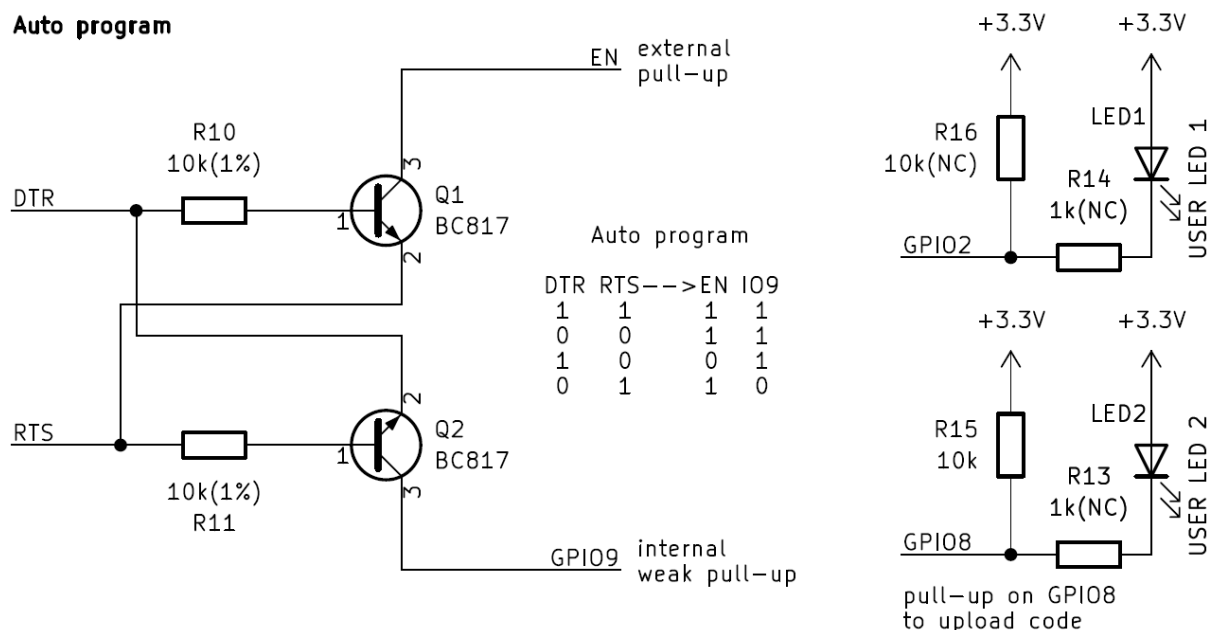 Auto program
EN
external
pull-up
R10
10k(1%)
DTR
3
1
2
Q1
BC817
RTS
2
1
3
Q2
BC817
10k(1%)
R11
GPIO9
internal
weak pull-up
Auto program
DTR RTS-->EN IO9
1 1 1 1
0 0 1 1
1 0 0 1
0 1 1 0
+3.3V
+3.3V
R16
10k(NC)
LED1
R14
1k(NC)
USER LED 1
GPIO2
+3.3V
+3.3V
R15
10k
LED2
R13
1k(NC)
USER LED 2
GPIO8
pull-up on GPIO8
to upload code